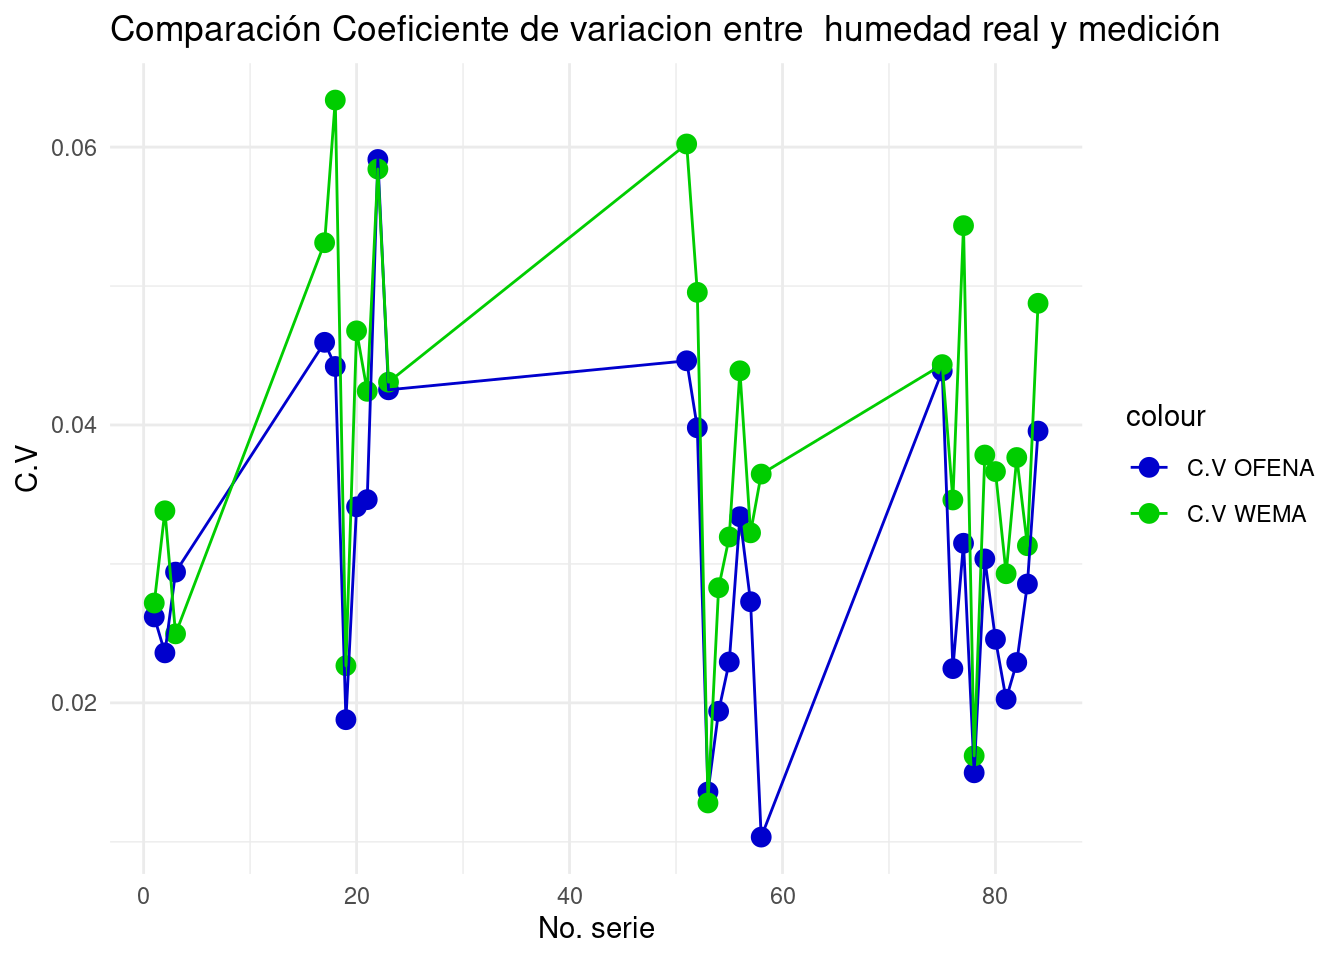 Comparación Coeficiente de variacion entre  humedad real y medición
0.06
0.04
0.02
C.V
0 20 40 60 80
No. serie
colour
C.V OFENA
C.V WEMA